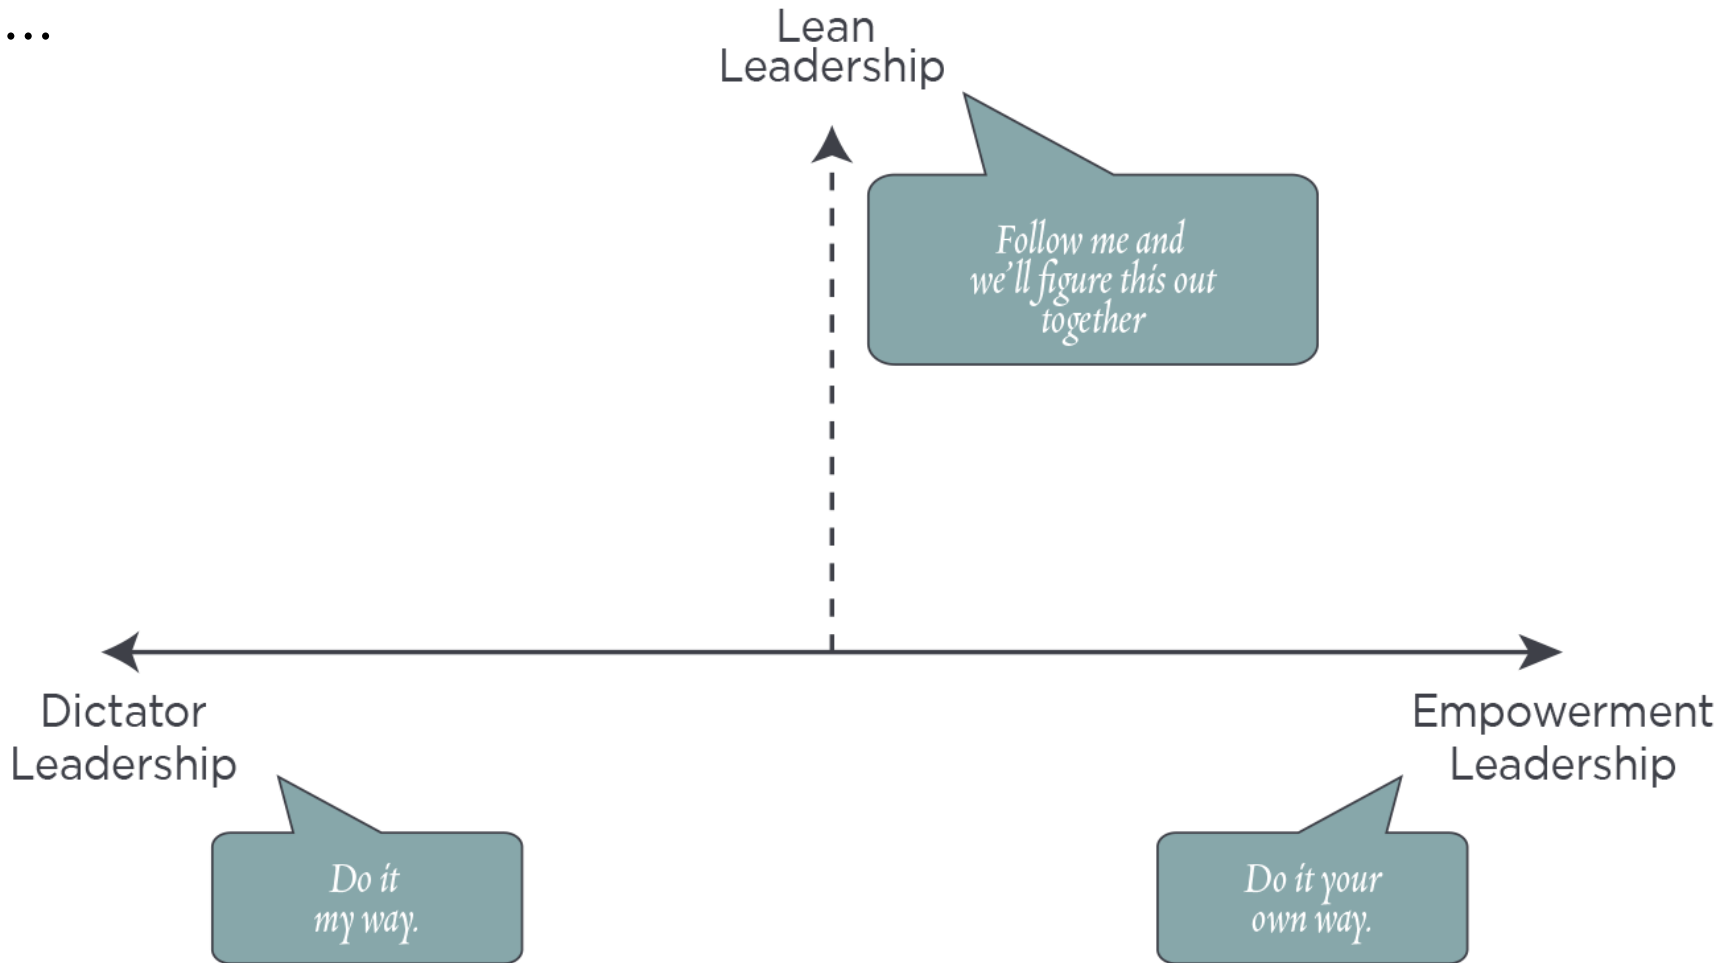 ...
Lean
Leadership
Follow me and
we’ll figure this out
together
Dictator
Leadership
Empowerment
Leadership
Do it
my way.
Do it your
own way.